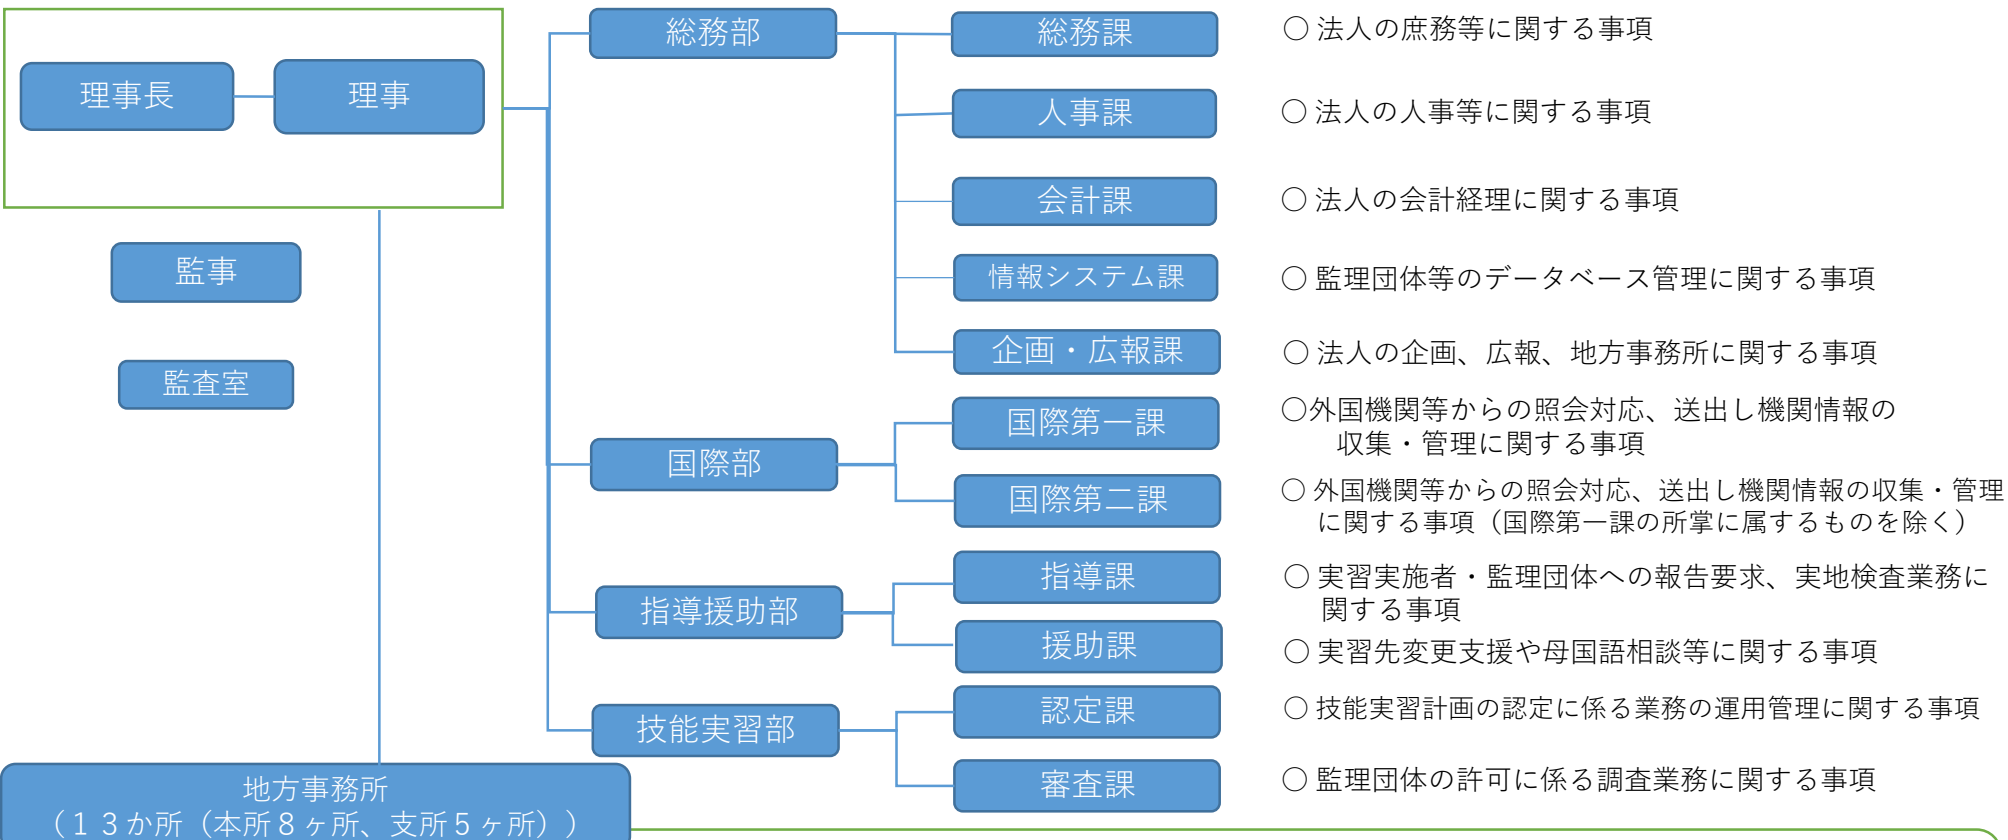 理事長
理事
監事
監査室
地方事務所
（１３か所（本所８ヶ所、支所５ヶ所））
総務部
総務課
○ 法人の庶務等に関する事項
人事課
○ 法人の人事等に関する事項
会計課
○ 法人の会計経理に関する事項
情報システム課
○ 監理団体等のデータベース管理に関する事項
企画・広報課
○ 法人の企画、広報、地方事務所に関する事項
国際部
国際第一課
○外国機関等からの照会対応、送出し機関情報の
収集・管理に関する事項
国際第二課
○ 外国機関等からの照会対応、送出し機関情報の収集・管理
に関する事項（国際第一課の所掌に属するものを除く）
指導援助部
指導課
○ 実習実施者・監理団体への報告要求、実地検査業務に
関する事項
援助課
○ 実習先変更支援や母国語相談等に関する事項
技能実習部
認定課
○ 技能実習計画の認定に係る業務の運用管理に関する事項
審査課
○ 監理団体の許可に係る調査業務に関する事項